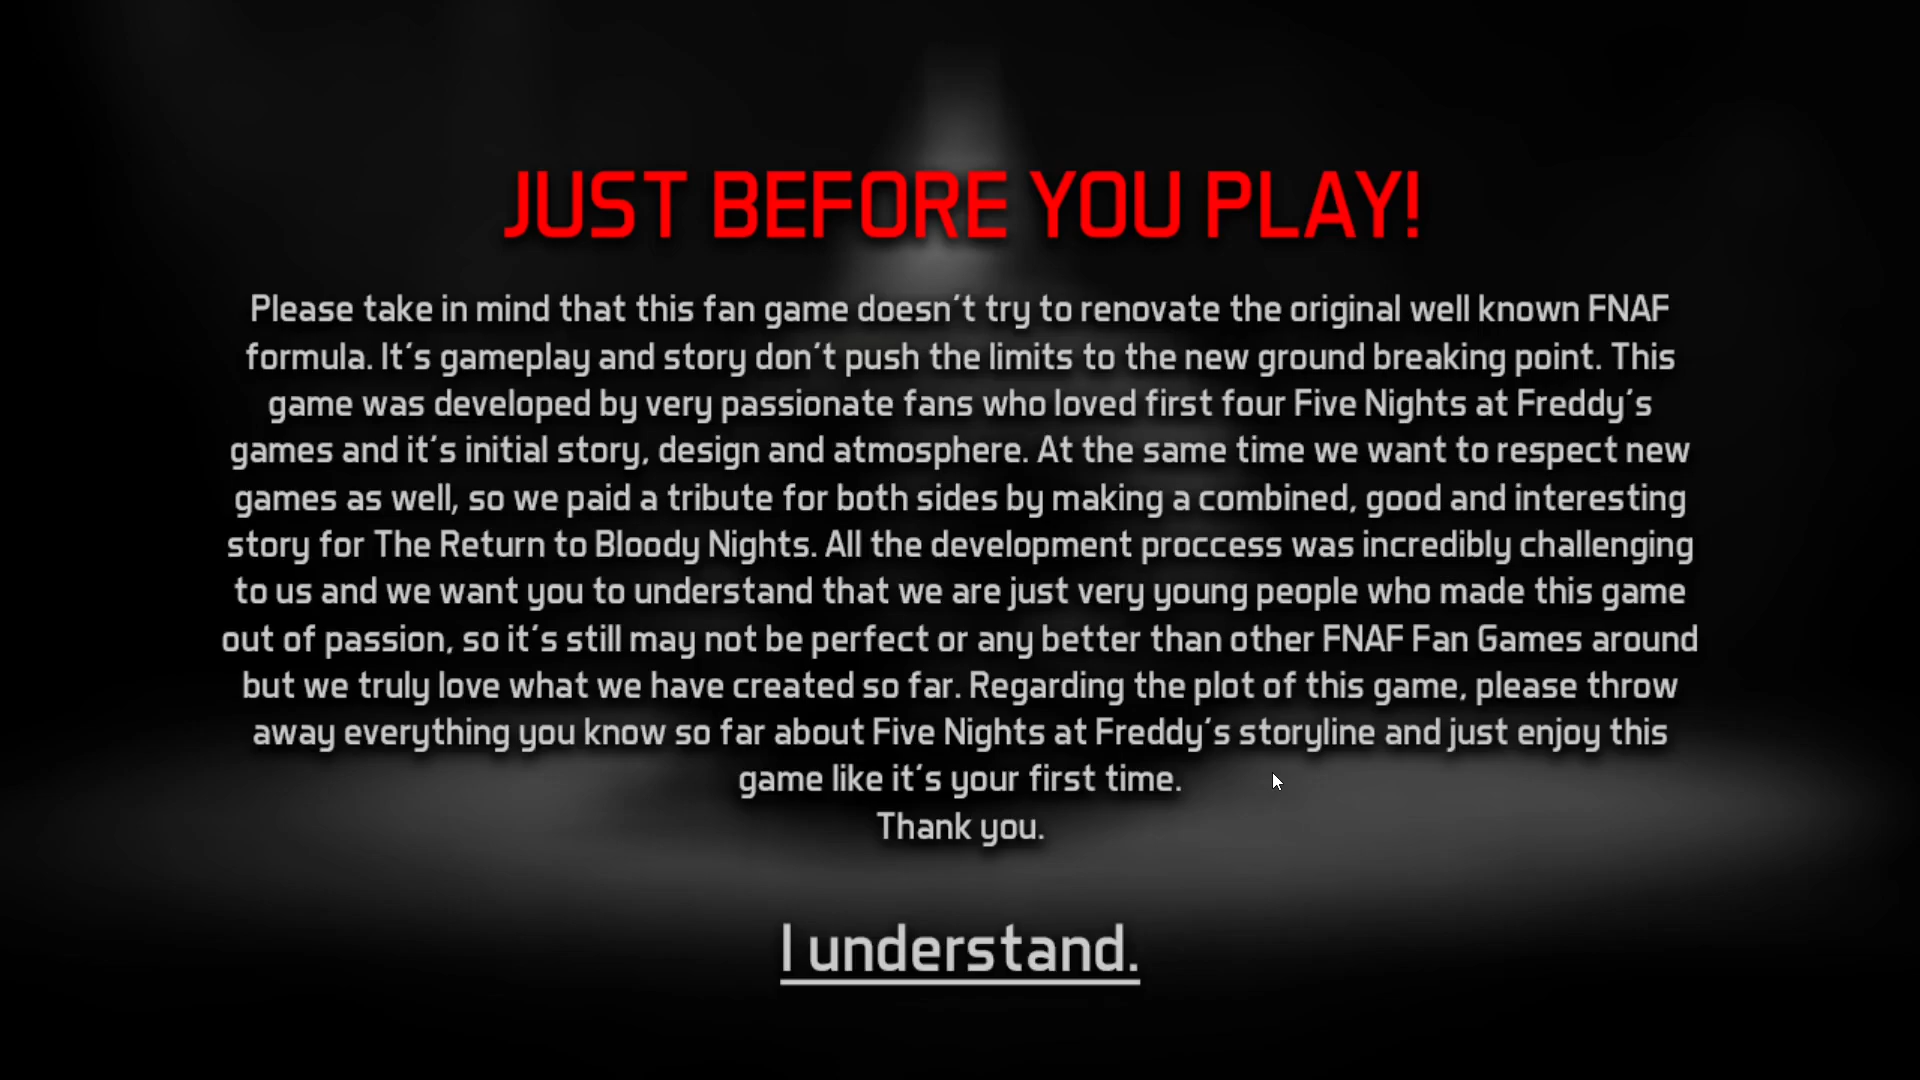 JUST BEFORE YOU PLAY!
Please take in mind that this fan game doesn't try to renovate the original well known FNAF
formula. It's gameplay and story don't push the limits to the new ground breaking point. This
game was developed by very passionate fans who loved first four Five Nights at Freddy's
games and it's initial story, design and atmosphere. At the same time we want to respect new
games as well, so we paid a tribute for both sides by making a combined, good and interesting
story for The Return to Bloody Nights. All the development proccess was incredibly challenging
to us and we want you to understand that we are just very young people who made this game
out of passion, so it's still may not be perfect or any better than other FNAF Fan Games around
but we truly love what we have created so far. Regarding the plot of this game, please throw
away everything you know so far about Five Nights at Freddy's storyline and just enjoy this
game like it's your first time.
Thank you.
I understand.